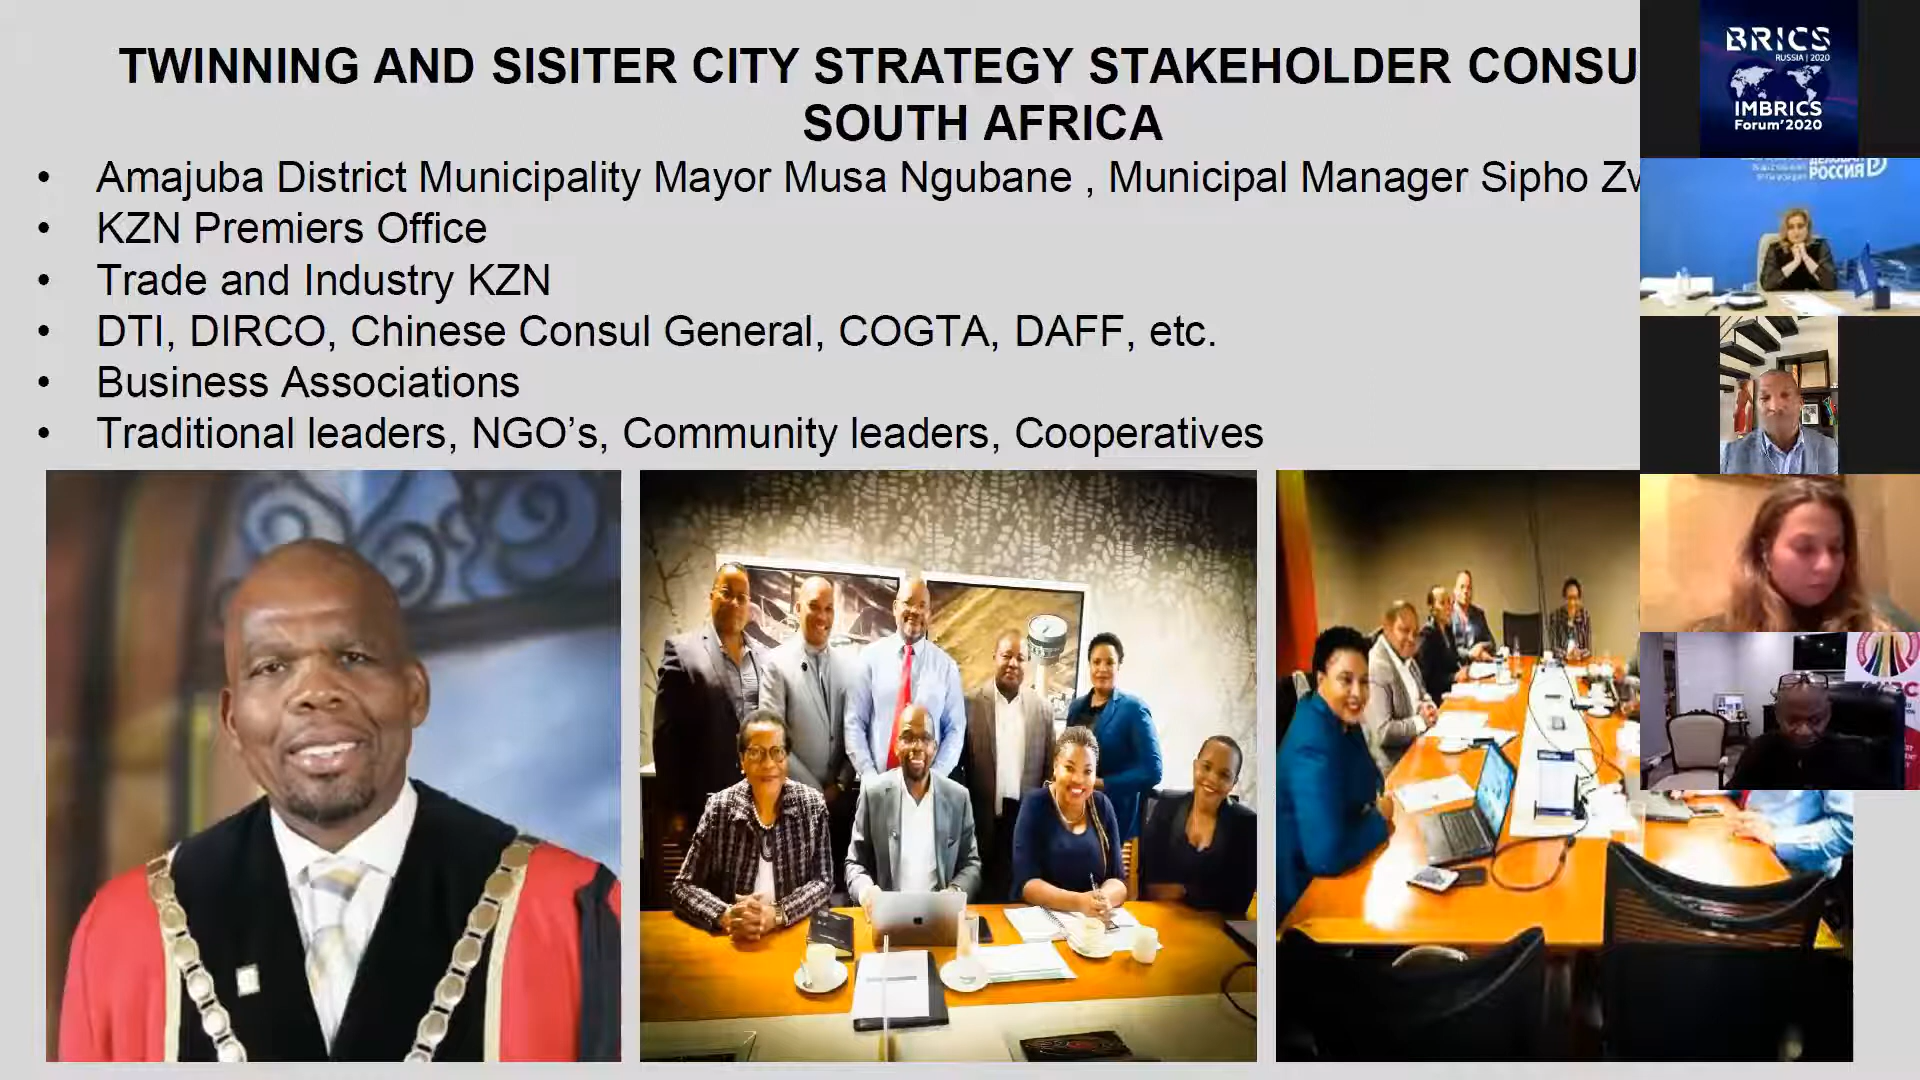 TWINNING AND SISITER CITY STRATEGY STAKEHOLDER CONSU
SOUTH AFRICA
• Amajuba District Municipality Mayor Musa Ngubane , Municipal Manager Sipho Zw
• KZN Premiers Office
• Trade and Industry KZN
• DTI, DIRCO, Chinese Consul General, COGTA, DAFF, etc.
• Business Associations
• Traditional leaders, NGO’s, Community leaders, Cooperatives
BRICS
RUSSIA | 2020
IMBRICS
Forum'2020
ДЕЛОВАЯ
РОССИЯ